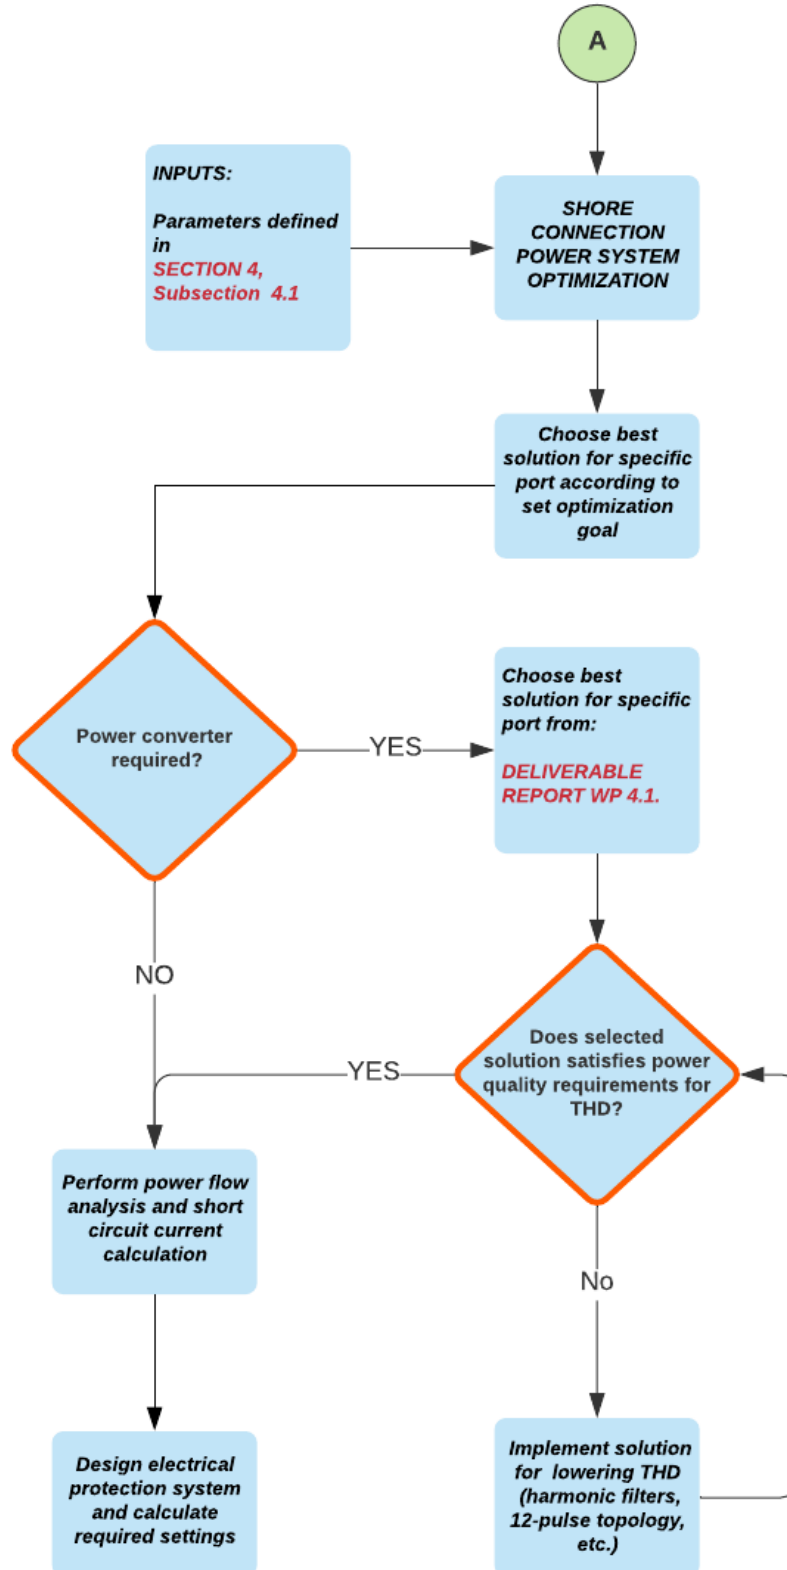 A
INPUTS:
Parameters defined
in
SECTION 4,
Subsection 4.1
SHORE
CONNECTION
POWER SYSTEM
OPTIMIZATION
Choose best
solution for specific
port according to
set optimization
goal
Power converter
required?
YES
Choose best
solution for specific
port from:
DELIVERABLE
REPORT WP 4.1.
NO
Does selected
solution satisfies power
quality requirements for
THD?
YES
Perform power flow
analysis and short
circuit current
calculation
No
Design electrical
protection system
and calculate
required settings
Implement solution
for lowering THD
(harmonic filters,
12-pulse topology,
etc.)